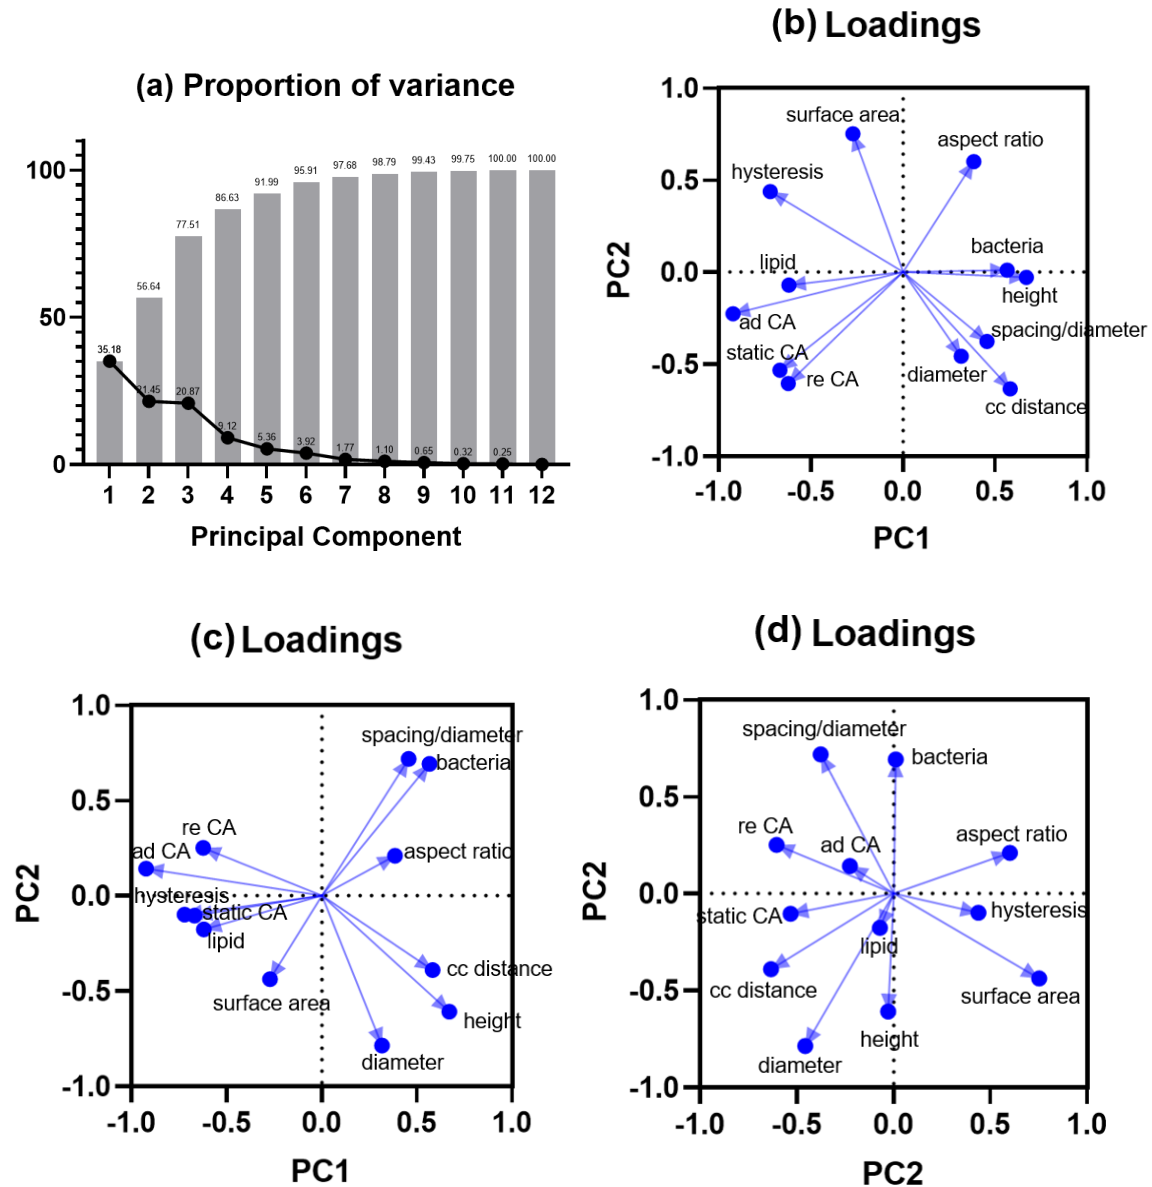 (a) Proportion of variance
100
50
0
35.18
56.64
77.51
86.63
91.99
95.91
97.68
98.79
99.43
99.75
100.00
100.00
21.45
20.87
9.12
5.36
3.92
1.77
1.10
0.65
0.32
0.25
1 2 3 4 5 6 7 8 9 10 11 12
Principal Component
(b) Loadings
1.0
0.5
0.0
-0.5
-1.0
PC2
surface area
aspect ratio
hysteresis
bacteria
lipid
height
ad CA
spacing/diameter
static CA
re CA
diameter
cc distance
-1.0 -0.5 0.0 0.5 1.0
PC1
(c) Loadings
1.0
0.5
0.0
-0.5
-1.0
PC2
spacing/diameter
bacteria
re CA
ad CA
aspect ratio
hysteresis
static CA
lipid
cc distance
surface area
height
diameter
-1.0 -0.5 0.0 0.5 1.0
PC1
(d) Loadings
1.0
0.5
0.0
-0.5
-1.0
PC2
spacing/diameter
bacteria
re CA
ad CA
aspect ratio
static CA
hysteresis
lipid
cc distance
surface area
height
diameter
-1.0 -0.5 0.0 0.5 1.0
PC2